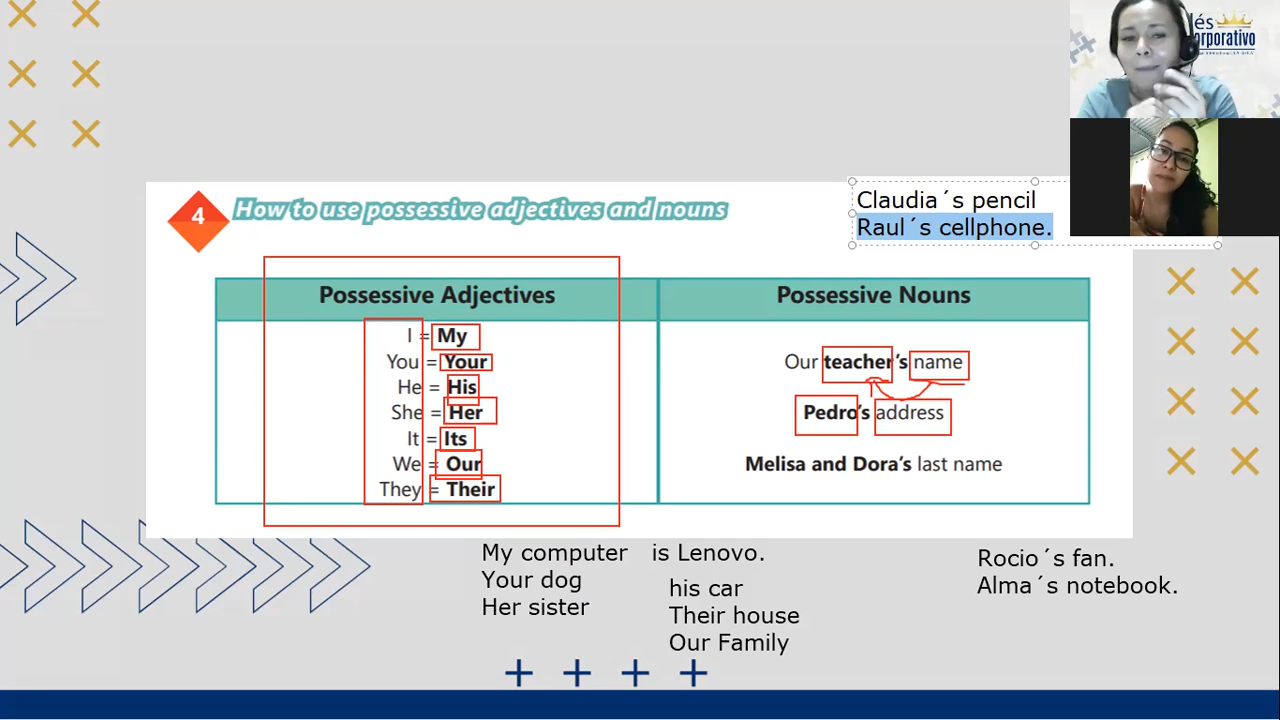 lés
orporativo
4
How to use possessive adjectives and nouns
Claudia´s pencil
Raul´s cellphone.
Possessive Adjectives
Possessive Nouns
I = My
You = Your
He = His
She = Her
It = Its
We = Our
They = Their
Our teacher's name
Pedro's address
Melisa and Dora's last name
My computer is Lenovo.
Your dog
Her sister
his car
Their house
Our Family
Rocio´s fan.
Alma´s notebook.